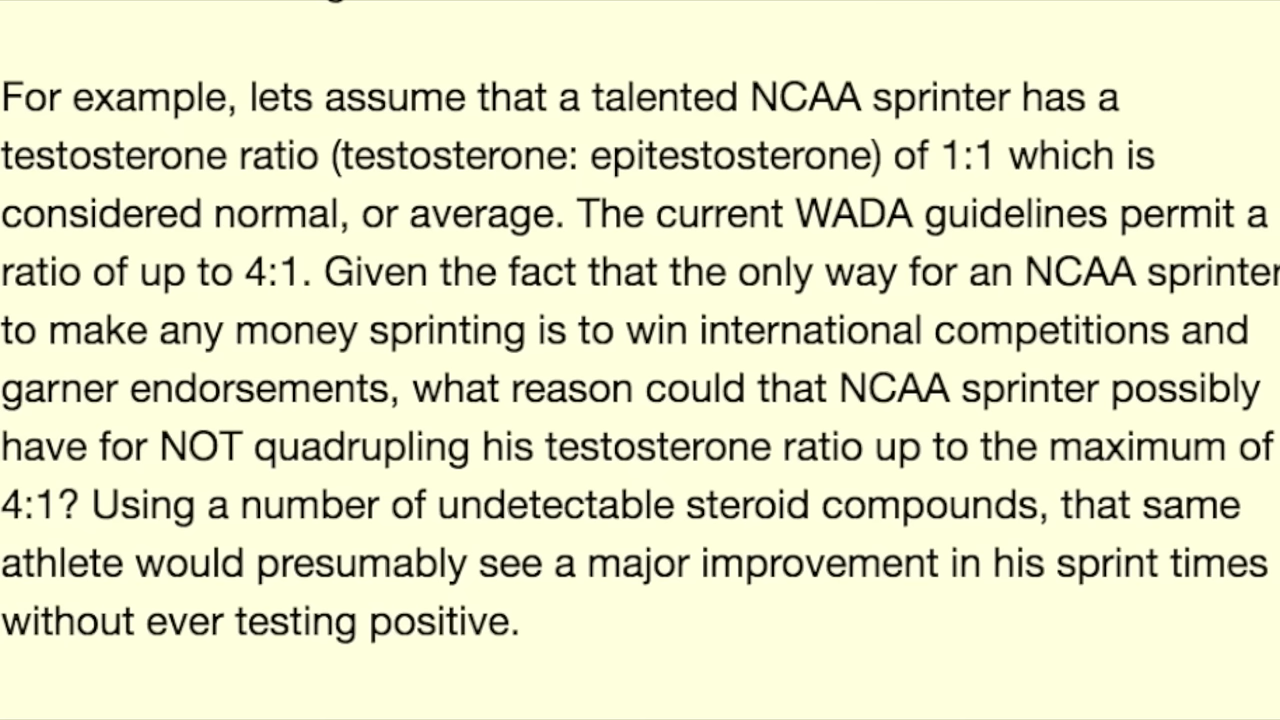 For example, lets assume that a talented NCAA sprinter has a
testosterone ratio (testosterone: epitestosterone) of 1:1 which is
considered normal, or average. The current WADA guidelines permit a
ratio of up to 4:1. Given the fact that the only way for an NCAA sprinter
to make any money sprinting is to win international competitions and
garner endorsements, what reason could that NCAA sprinter possibly
have for NOT quadrupling his testosterone ratio up to the maximum of
4:1? Using a number of undetectable steroid compounds, that same
athlete would presumably see a major improvement in his sprint times
without ever testing positive.